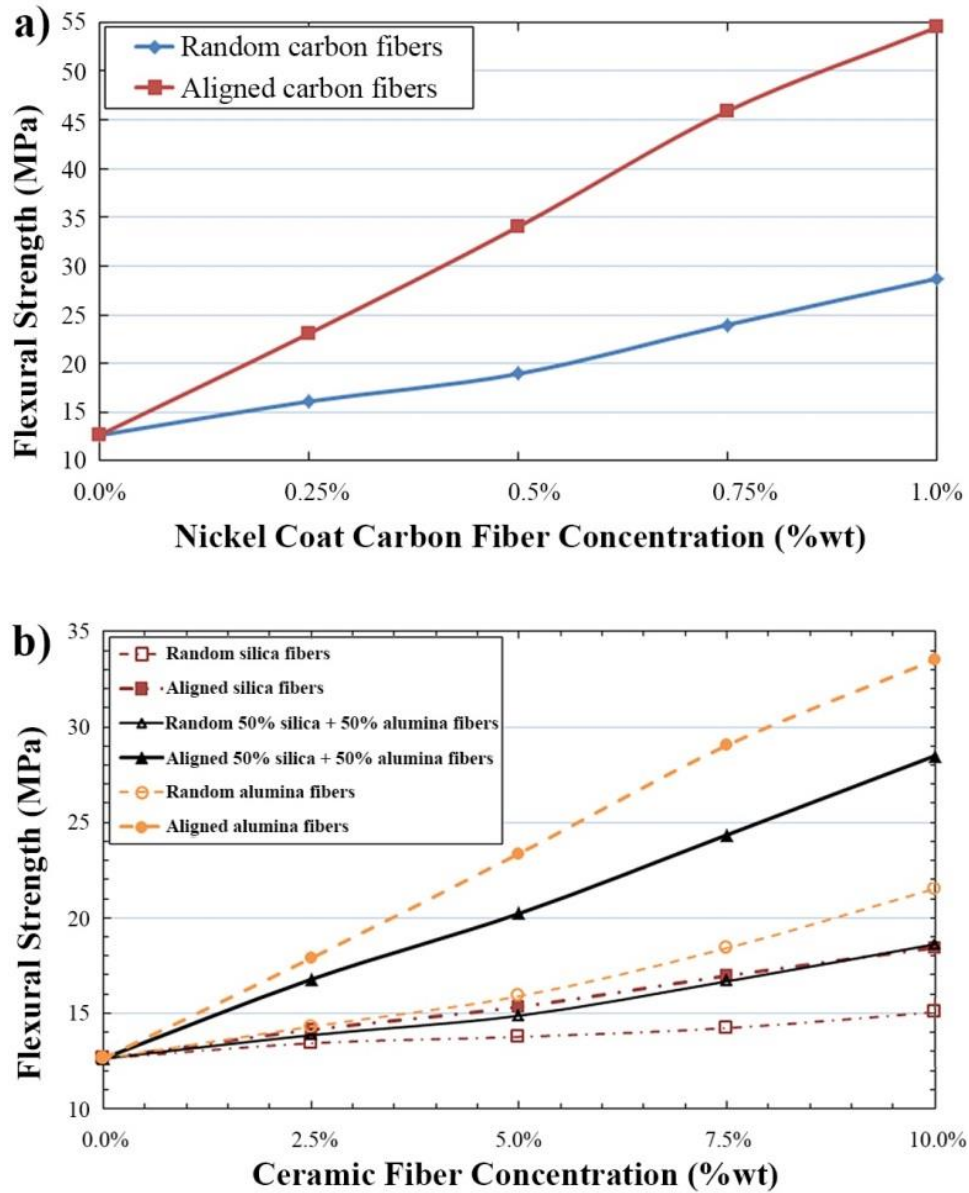 a)
Random carbon fibers
Aligned carbon fibers
Flexural Strength (MPa)
55
50
45
40
35
30
25
20
15
10
0.0% 0.25% 0.5% 0.75% 1.0%
Nickel Coat Carbon Fiber Concentration (%wt)
b)
Random silica fibers
Aligned silica fibers
Random 50% silica + 50% alumina fibers
Aligned 50% silica + 50% alumina fibers
Random alumina fibers
Aligned alumina fibers
Flexural Strength (MPa)
35
30
25
20
15
10
0.0% 2.5% 5.0% 7.5% 10.0%
Ceramic Fiber Concentration (%wt)